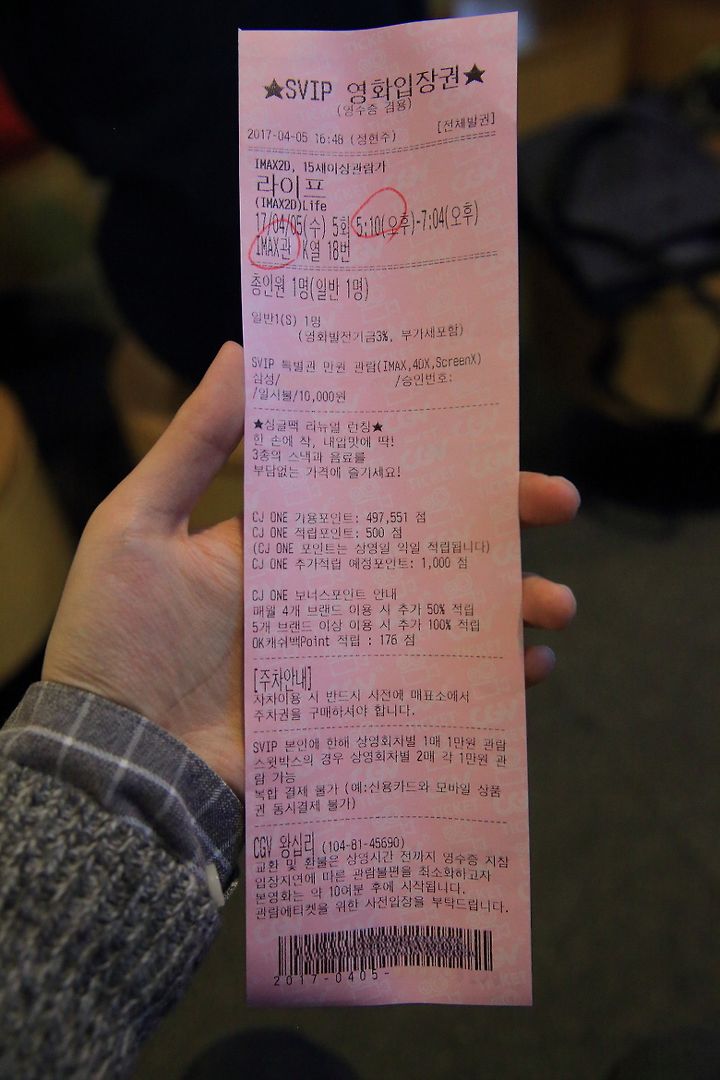 ★SVIP 영화입장권★
(영수증 겸용)
2017-04-05 16:48 (정현수) [전체발권]
IMAX2D, 15세이상관람가
라이프
(IMAX2D)Life
17/04/05(수) 5회 5:10(오후)-7:04(오후)
IMAX관 K열 18번
총인원 1명(일반 1명)
일반1(S) 1명
(영화발전기금3%, 부가세포함)
SVIP 특별관 만원 관람(IMAX,4DX,ScreenX)
삼성/ /승인번호:
/일시불/10,000원
★싱글팩 리뉴얼 런칭★
한 손에 착, 내입맛에 딱!
3종의 스낵과 음료를
부담없는 가격에 즐기세요!
CJ ONE 가용포인트: 497,551 점
CJ ONE 적립포인트: 500 점
(CJ ONE 포인트는 상영일 익일 적립됩니다)
CJ ONE 추가적립 예정포인트: 1,000 점
CJ ONE 보너스포인트 안내
매월 4개 브랜드 이용 시 추가 50% 적립
5개 브랜드 이상 이용 시 추가 100% 적립
OK캐쉬백Point 적립 : 176 점
[주차안내]
자차이용 시 반드시 사전에 매표소에서
주차권을 구매하셔야 합니다.
SVIP 본인에 한해 상영회차별 1매 1만원 관람
스윗박스의 경우 상영회차별 2매 각 1만원 관
람 가능
복합 결제 불가 (예:신용카드와 모바일 상품
권 동시결제 불가)
CGV 왕십리 (104-81-45690)
교환 및 환불은 상영시간 전까지 영수증 지참
입장지연에 따른 관람불편을 최소화하고자
본영화는 약 10여분 후에 시작됩니다.
관람에티켓을 위한 사전입장을 부탁드립니다.
2017-0405-